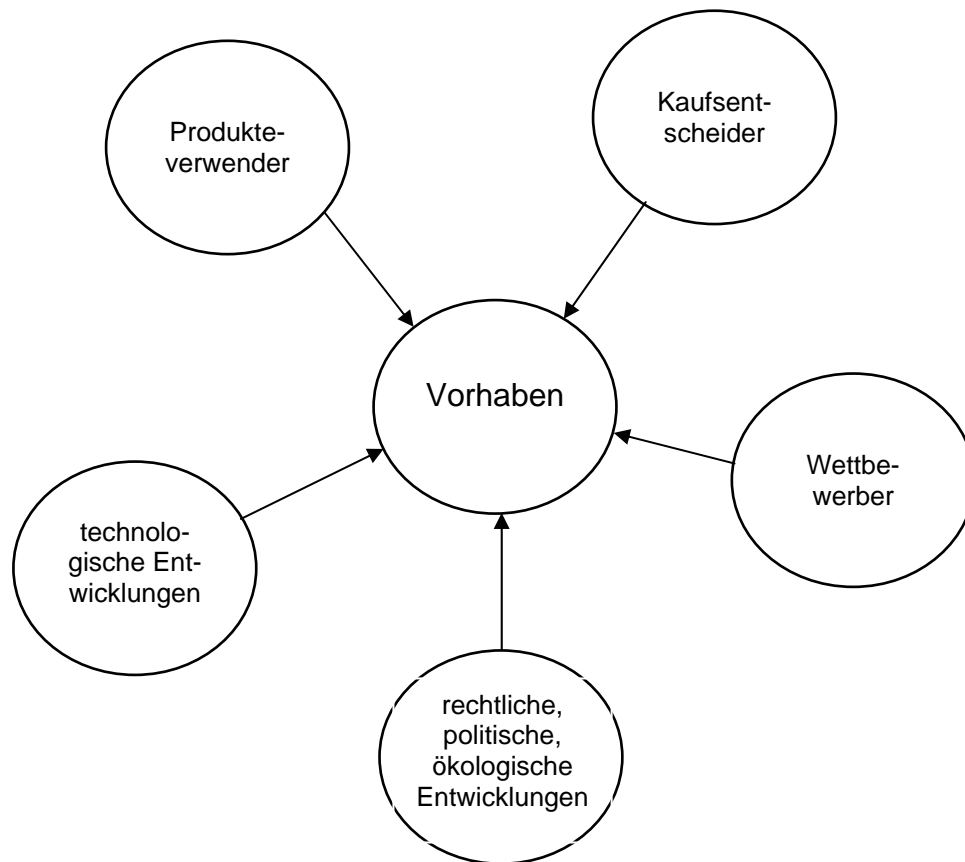 Produkte-
verwender
Kaufsent-
scheider
Vorhaben
Wettbe-
werber
technolo-
gische Ent-
wicklungen
rechtliche,
politische,
ökologische
Entwicklungen